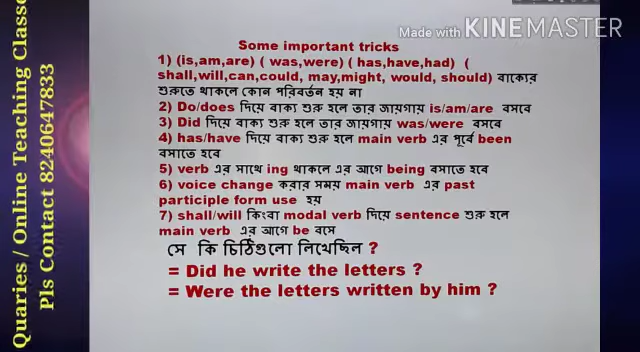 Made with KINEMASTER
Quaries / Online Teaching Classe
Pls Contact 8240647833
Some important tricks
1) (is,am,are) ( was,were) ( has,have,had) (
shall,will,can,could, may,might, would, should) বাক্যের
শুরুতে থাকলে কোন পরিবর্তন হয় না
2) Do/does দিয়ে বাক্য শুরু হলে তার জায়গায় is/am/are বসবে
3) Did দিয়ে বাক্য শুরু হলে তার জায়গায় was/were বসবে
4) has/have দিয়ে বাক্য শুরু হলে main verb এর পূর্বে been
বসাতে হবে
5) verb এর সাথে ing থাকলে এর আগে being বসাতে হবে
6) voice change করার সময় main verb এর past
participle form use হয়
7) shall/will কিংবা modal verb দিয়ে sentence শুরু হলে
main verb এর আগে be বসে
সে কি চিঠিগুলো লিখেছিল ?
= Did he write the letters ?
= Were the letters written by him ?